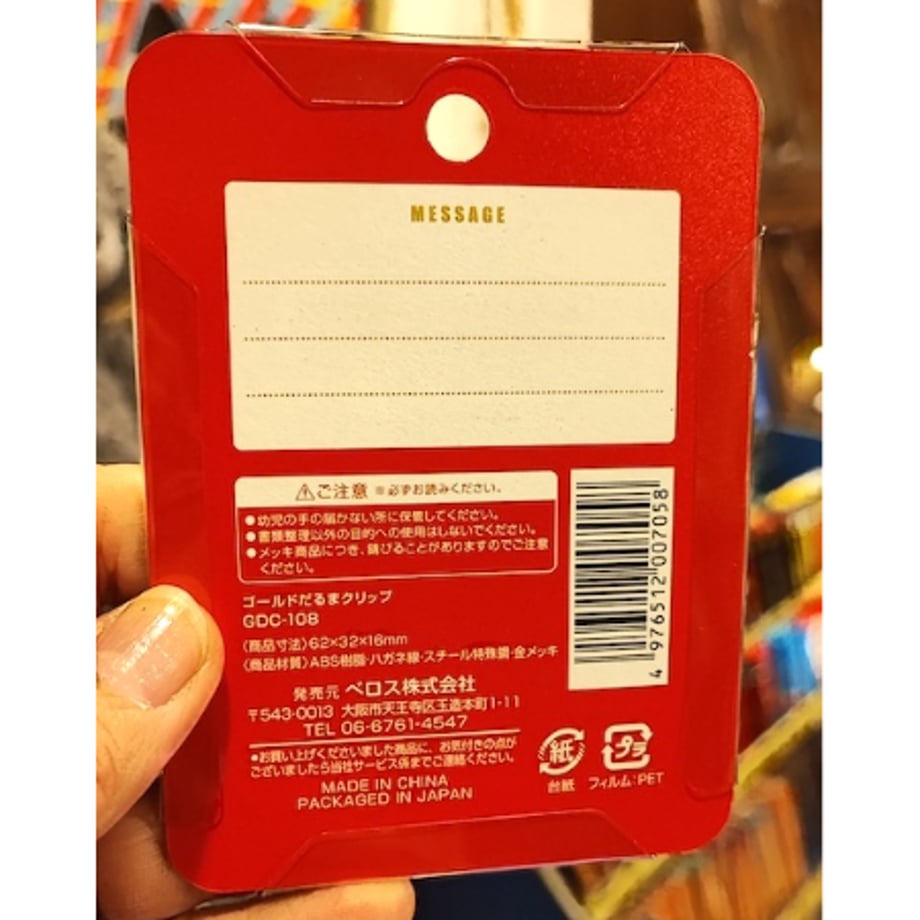 MESSAGE
⚠ご注意 ※必ずお読みください。
●幼児の手の届かない所に保管してください。
●書類整理以外の目的への使用はしないでください。
●メッキ商品につき、錆びることがありますのでご注意
ください。
ゴールドだるまクリップ
GDC-108
〈商品寸法〉62×32×16mm
〈商品材質〉ABS樹脂・ハガネ線・スチール特殊鋼・金メッキ
発売元 ベロス株式会社
〒543-0013 大阪市天王寺区玉造本町1-11
TEL 06-6761-4547
●お買い上げくださいました商品に、お気付きの点が
ございましたら当社サービス係までご連絡ください。
MADE IN CHINA
PACKAGED IN JAPAN
4 976512 007058
紙
台紙
プラ
フィルム:PET